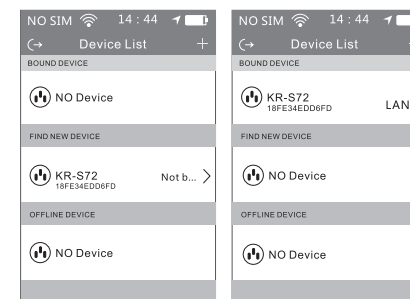 NO SIM 14 : 44
Device List +
BOUND DEVICE
NO Device
FIND NEW DEVICE
KR-S72
18FE34EDD6FD
Not b...
OFFLINE DEVICE
NO Device
NO SIM 14 : 44
Device List
BOUND DEVICE
KR-S72
18FE34EDD6FD
LAN
FIND NEW DEVICE
NO Device
OFFLINE DEVICE
NO Device